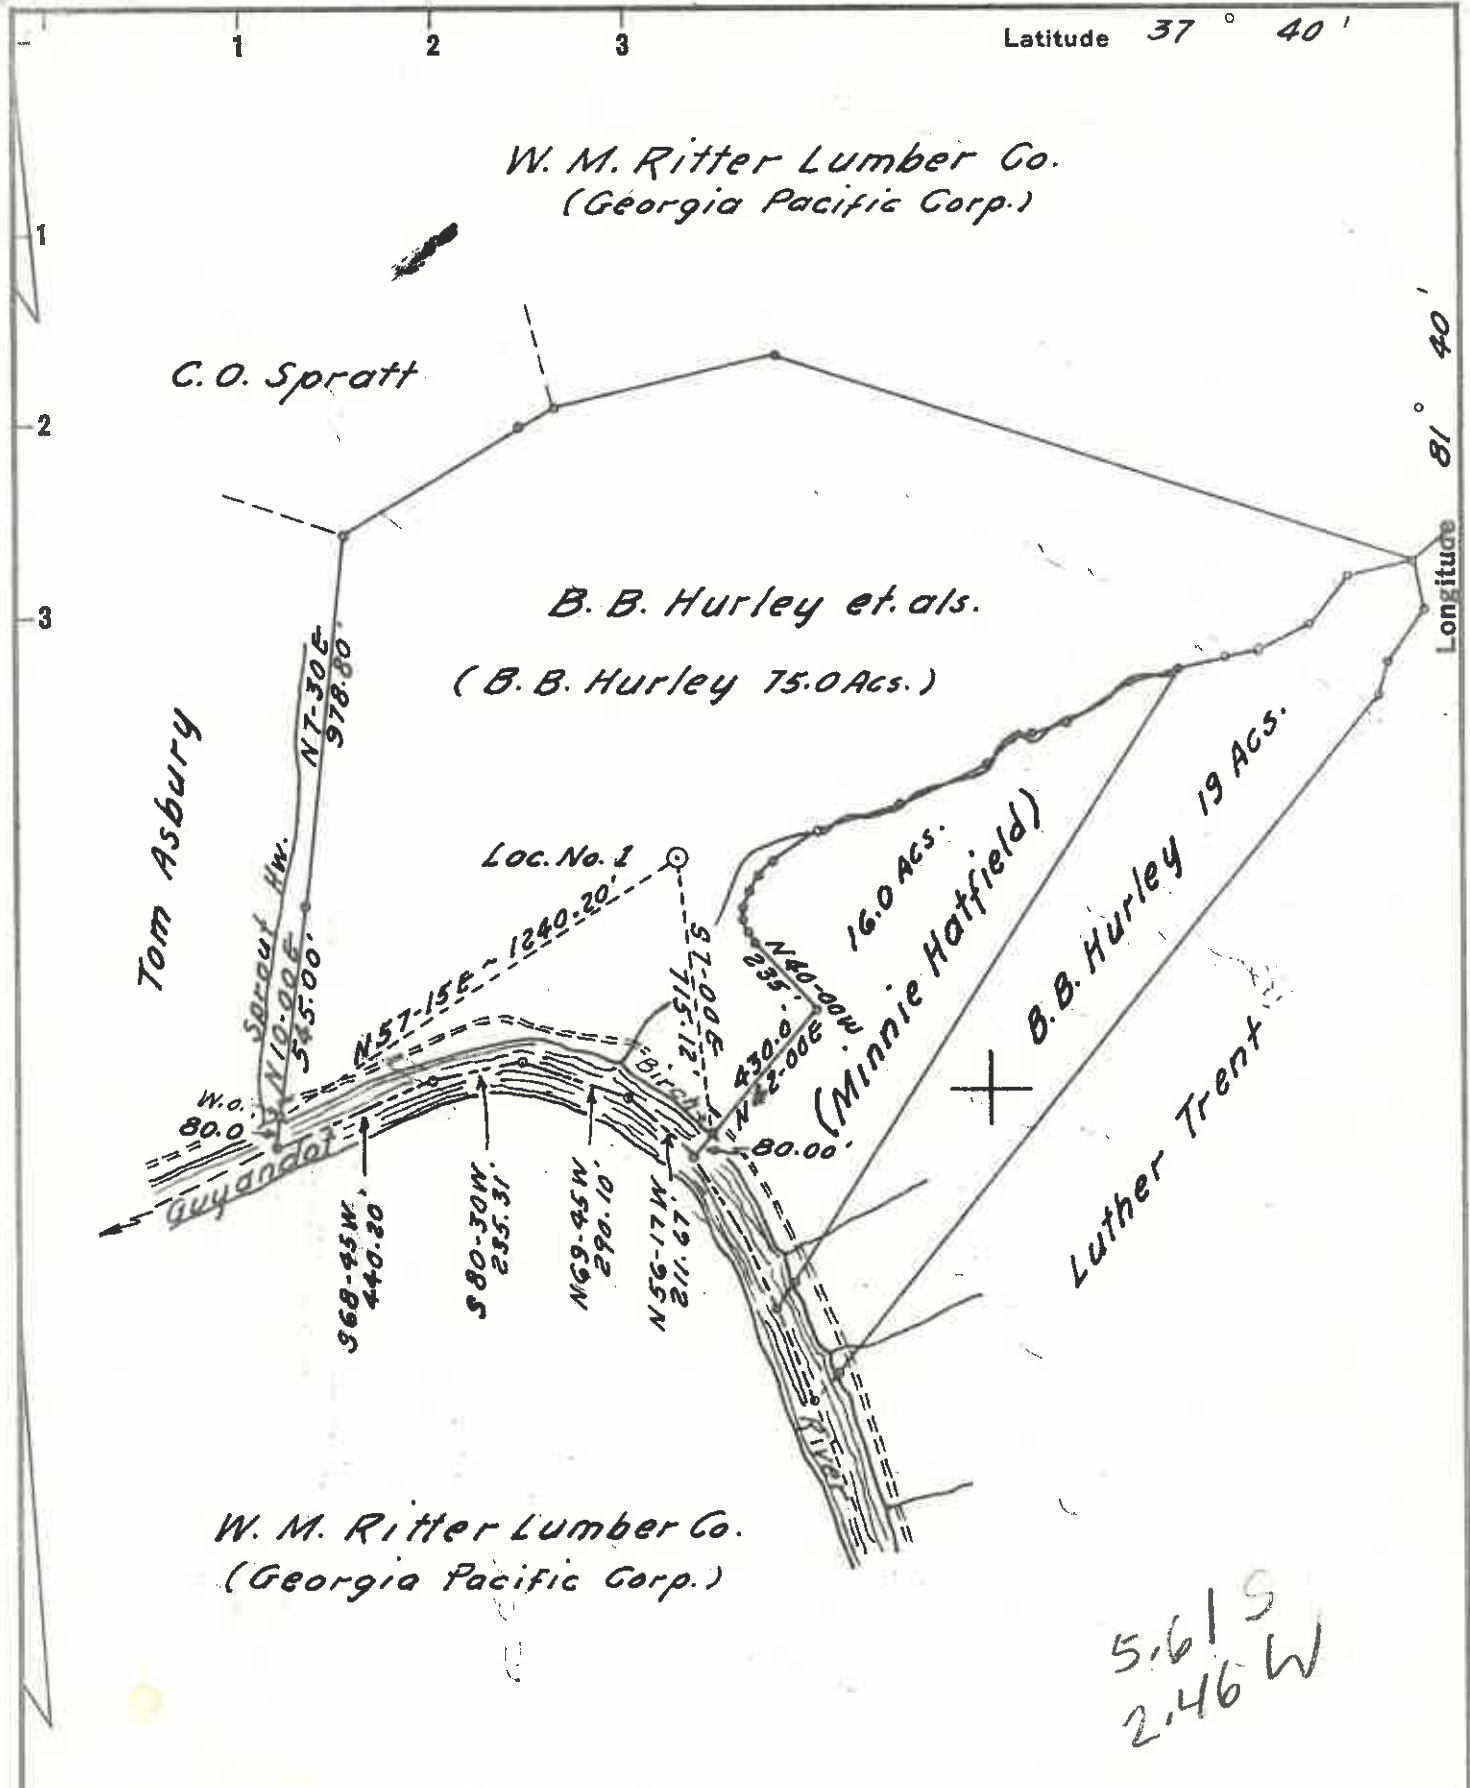 1 2 3
Latitude 37° 40'
W. M. Ritter Lumber Co.
(Georgia Pacific Corp.)
1
C. O. Spratt
2
Longitude 81° 40'
B. B. Hurley et. als.
3
(B. B. Hurley 75.0 Acs.)
N7-30E
978.80'
Tom Asbury
Loc. No. 1
16.0 Acs.
(Minnie Hatfield)
B. B. Hurley 19 Acs.
Luther Trent
Hw.
N10-00E
545.00'
N57-15E ~ 1240.20'
S7-00E
715.12'
N40-00W
235'
430.0'
Birch
W.o.
80.0'
80.00'
Guyandot
S68-45W
440.20'
S80-30W
235.31'
N69-45W
290.10'
N56-17W
211.67'
River
W. M. Ritter Lumber Co.
(Georgia Pacific Corp.)
5.61 S
2.46 W